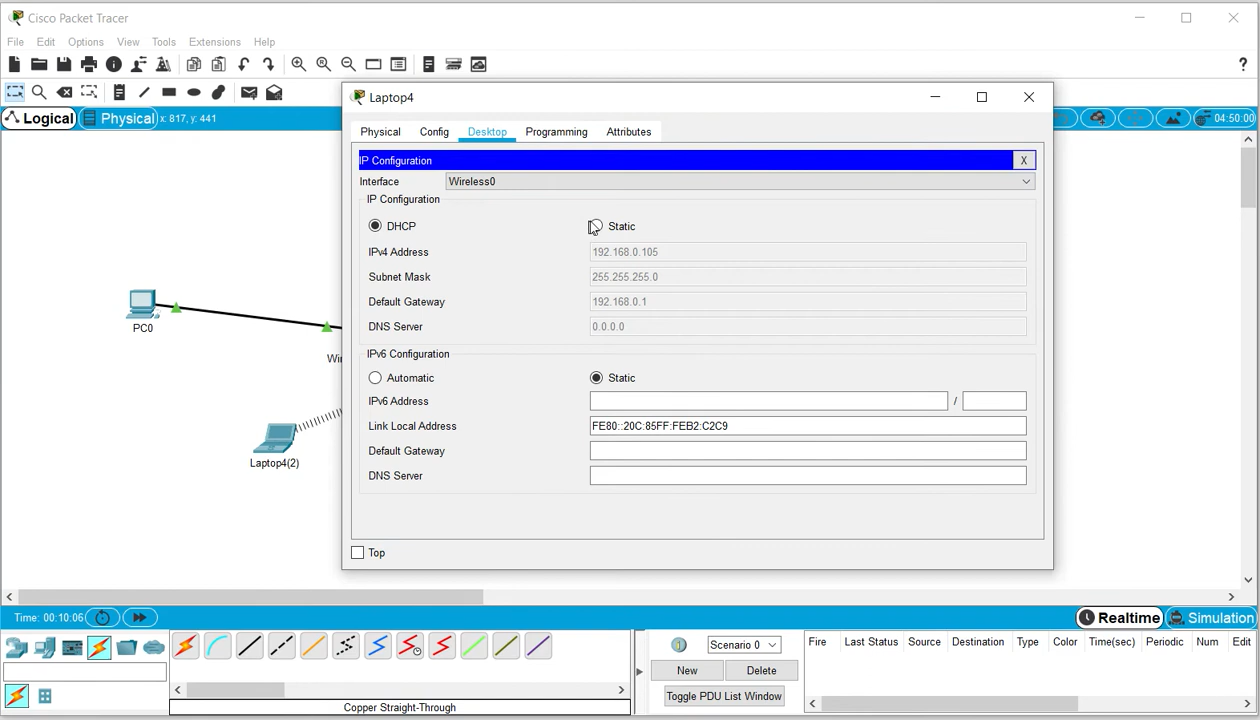 Cisco Packet Tracer
File Edit Options View Tools Extensions Help
Logical Physical x: 817, y: 441 04:50:00
Laptop4
Physical Config Desktop Programming Attributes
IP Configuration X
Interface Wireless0
IP Configuration
DHCP Static
IPv4 Address 192.168.0.105
Subnet Mask 255.255.255.0
Default Gateway 192.168.0.1
DNS Server 0.0.0.0
IPv6 Configuration
Automatic Static
IPv6 Address /
Link Local Address FE80::20C:85FF:FEB2:C2C9
Default Gateway
DNS Server
Top
PC0
Wi
Laptop4(2)
Time: 00:10:06 Realtime Simulation
Scenario 0
New Delete
Toggle PDU List Window
Fire Last Status Source Destination Type Color Time(sec) Periodic Num Edit
Copper Straight-Through